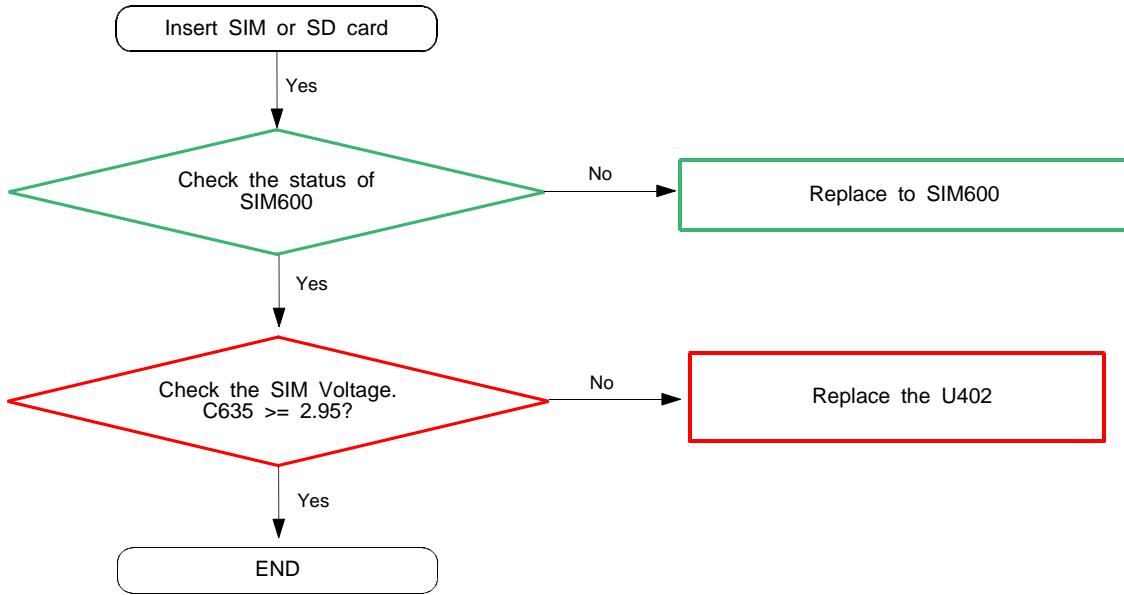 Insert SIM or SD card
Yes
Check the status of
SIM600
No
Replace to SIM600
Yes
Check the SIM Voltage.
C635 >= 2.95?
No
Replace the U402
Yes
END